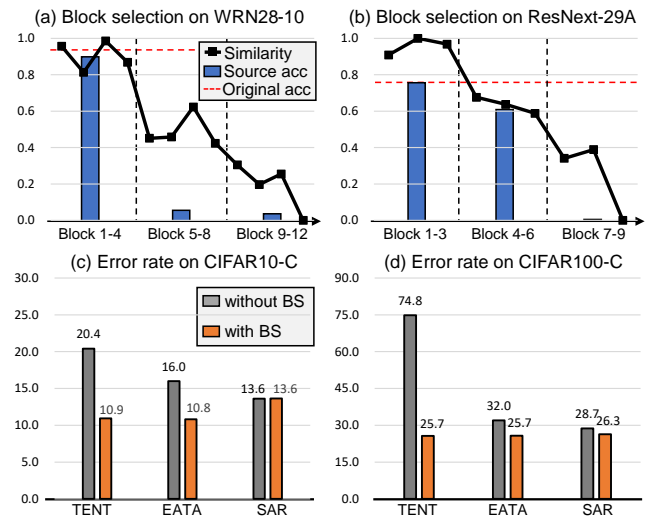 (a) Block selection on WRN28-10
1.0
0.8
0.6
0.4
0.2
0.0
Similarity
Source acc
Original acc
Block 1-4
Block 5-8
Block 9-12
(b) Block selection on ResNext-29A
1.0
0.8
0.6
0.4
0.2
0.0
Block 1-3
Block 4-6
Block 7-9
(c) Error rate on CIFAR10-C
30.0
25.0
20.0
15.0
10.0
5.0
0.0
without BS
with BS
20.4
10.9
16.0
10.8
13.6
13.6
TENT
EATA
SAR
(d) Error rate on CIFAR100-C
90.0
75.0
60.0
45.0
30.0
15.0
0.0
74.8
25.7
32.0
25.7
28.7
26.3
TENT
EATA
SAR